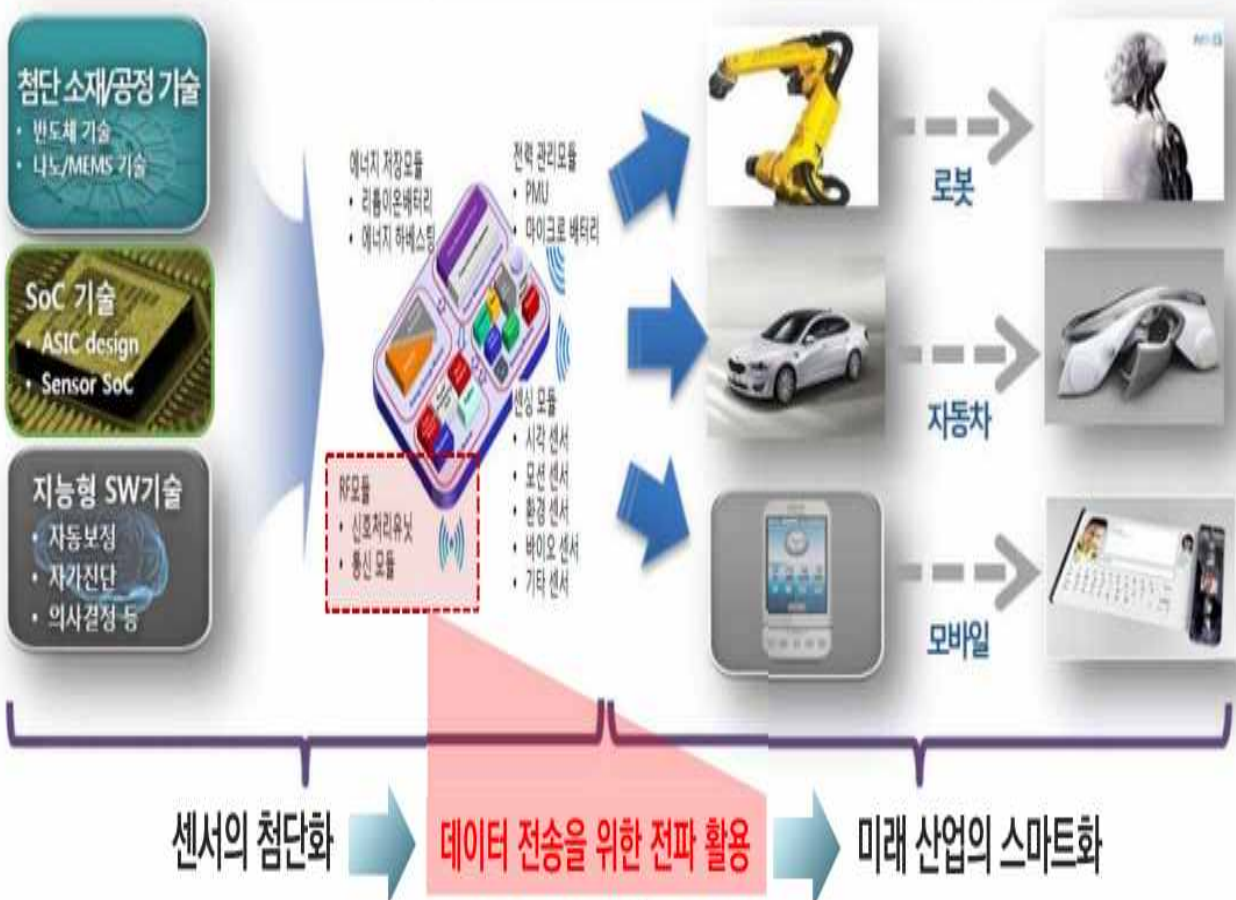 첨단 소재/공정 기술
• 반도체 기술
• 나노/MEMS 기술
SoC 기술
• ASIC design
• Sensor SoC
지능형 SW기술
• 자동보정
• 자가진단
• 의사결정 등
에너지 저장모듈
• 리튬이온배터리
• 에너지 하베스팅
전력 관리모듈
• PMU
• 마이크로 배터리
센싱 모듈
• 시각 센서
• 모션 센서
• 환경 센서
• 바이오 센서
• 기타 센서
RF모듈
• 신호처리유닛
• 통신 모듈
로봇
자동차
모바일
센서의 첨단화
데이터 전송을 위한 전파 활용
미래 산업의 스마트화